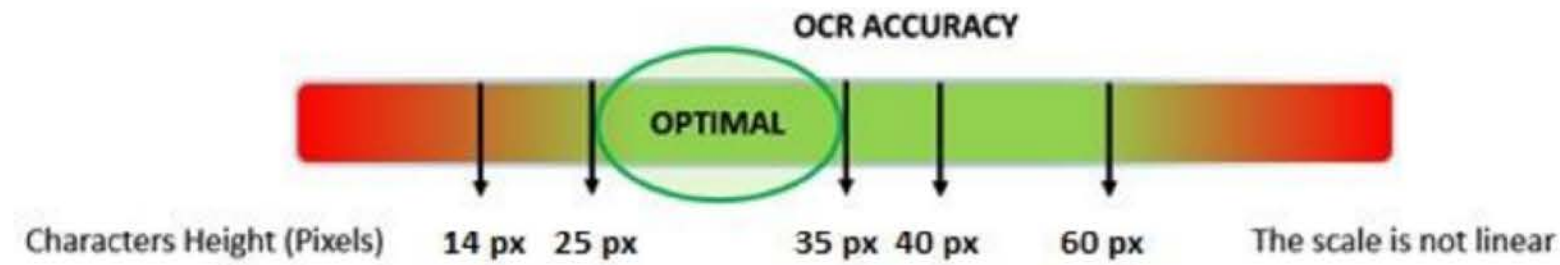 OCR ACCURACY
OPTIMAL
Characters Height (Pixels) 14 px 25 px 35 px 40 px 60 px The scale is not linear